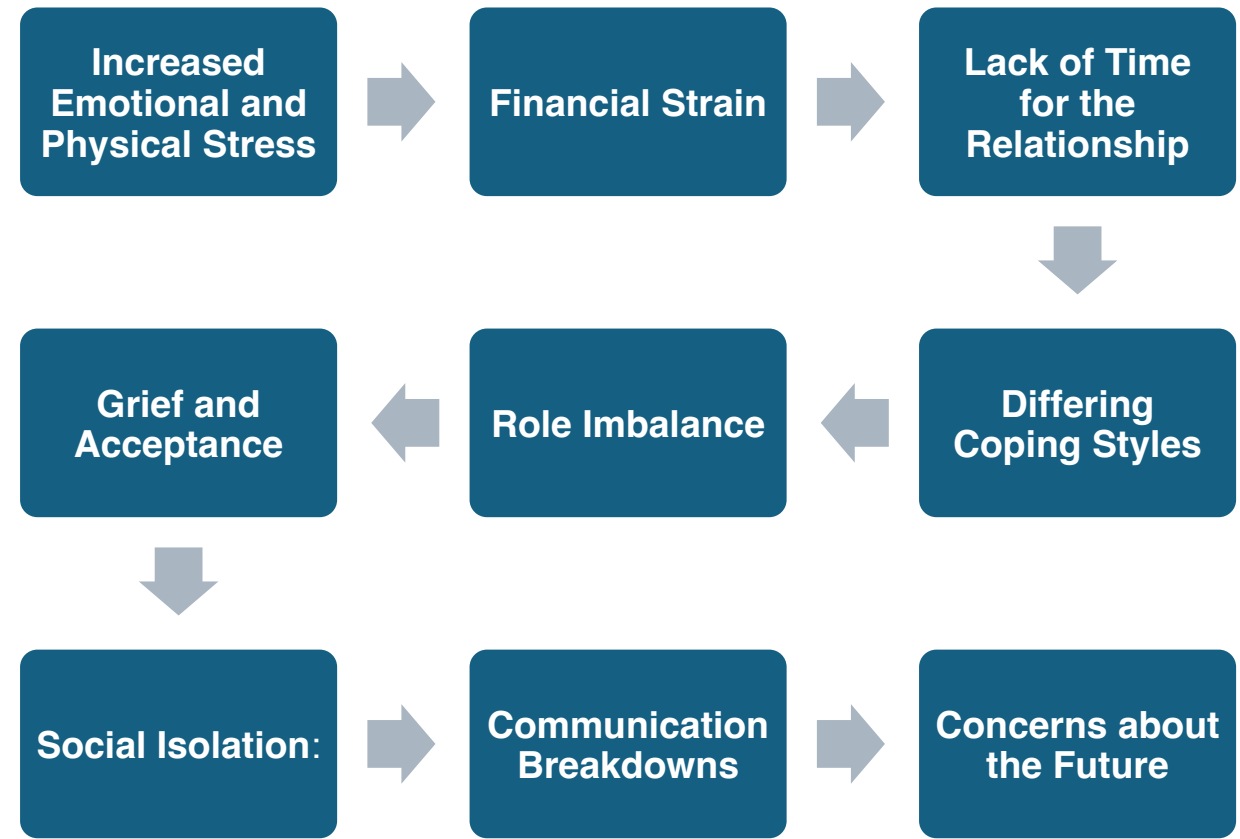 Increased
Emotional and
Physical Stress
Financial Strain
Lack of Time
for the
Relationship
Differing
Coping Styles
Role Imbalance
Grief and
Acceptance
Social Isolation:
Communication
Breakdowns
Concerns about
the Future